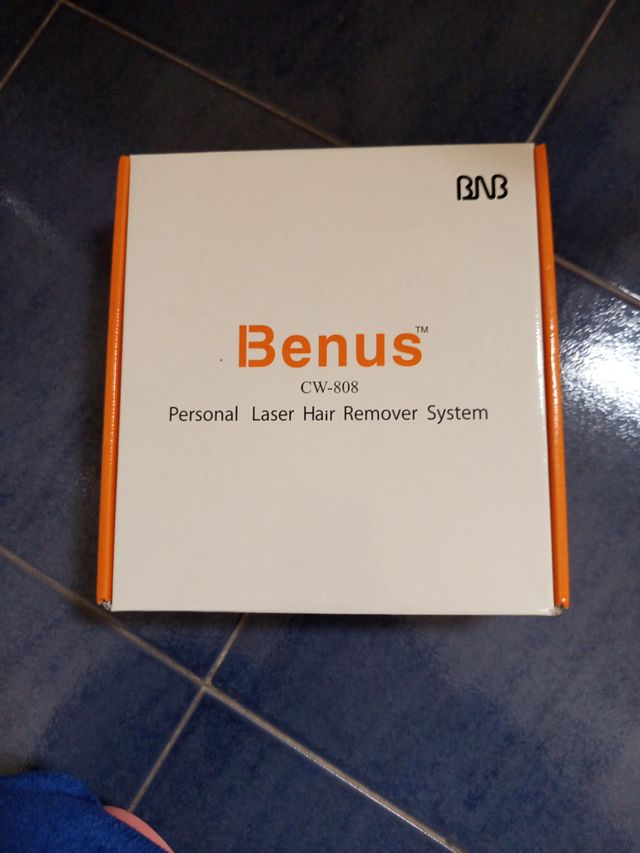 BNB
Benus™
CW-808
Personal Laser Hair Remover System